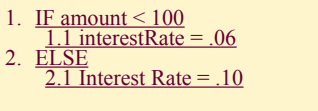 1. IF amount < 100
1.1 interestRate = .06
2. ELSE
2.1 Interest Rate = .10